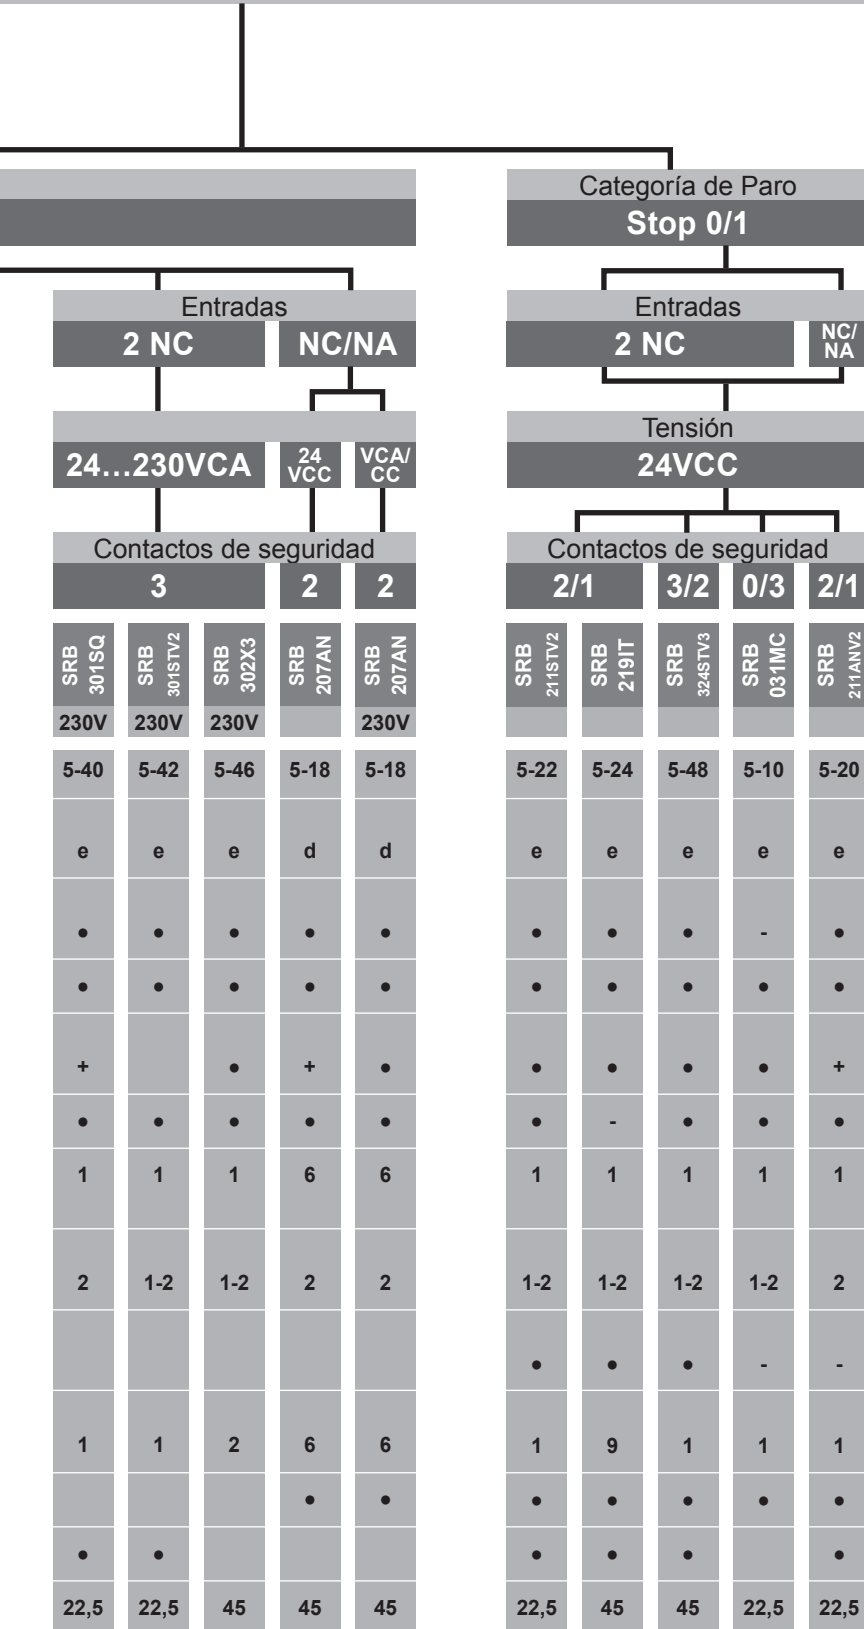 Categoría de Paro
Stop 0/1
Entradas Entradas
2 NC NC/NA 2 NC NC/
NA
Tensión
24...230VCA 24
VCC VCA/
CC 24VCC
Contactos de seguridad Contactos de seguridad
3 2 2 2/1 3/2 0/3 2/1
SRB
301SQ
SRB
301STV2
SRB
302X3
SRB
207AN
SRB
207AN
SRB
211STV2
SRB
219IT
SRB
324STV3
SRB
031MC
SRB
211ANV2
230V 230V 230V 230V
5-40 5-42 5-46 5-18 5-18 5-22 5-24 5-48 5-10 5-20
e e e d d e e e e e
• • • • • • • • - •
• • • • • • • • • •
+ • + • • • • • +
• • • • • • - • • •
1 1 1 6 6 1 1 1 1 1
2 1-2 1-2 2 2 1-2 1-2 1-2 1-2 2
• • • - -
1 1 2 6 6 1 9 1 1 1
• • • • • • •
• • • • • •
22,5 22,5 45 45 45 22,5 45 45 22,5 22,5